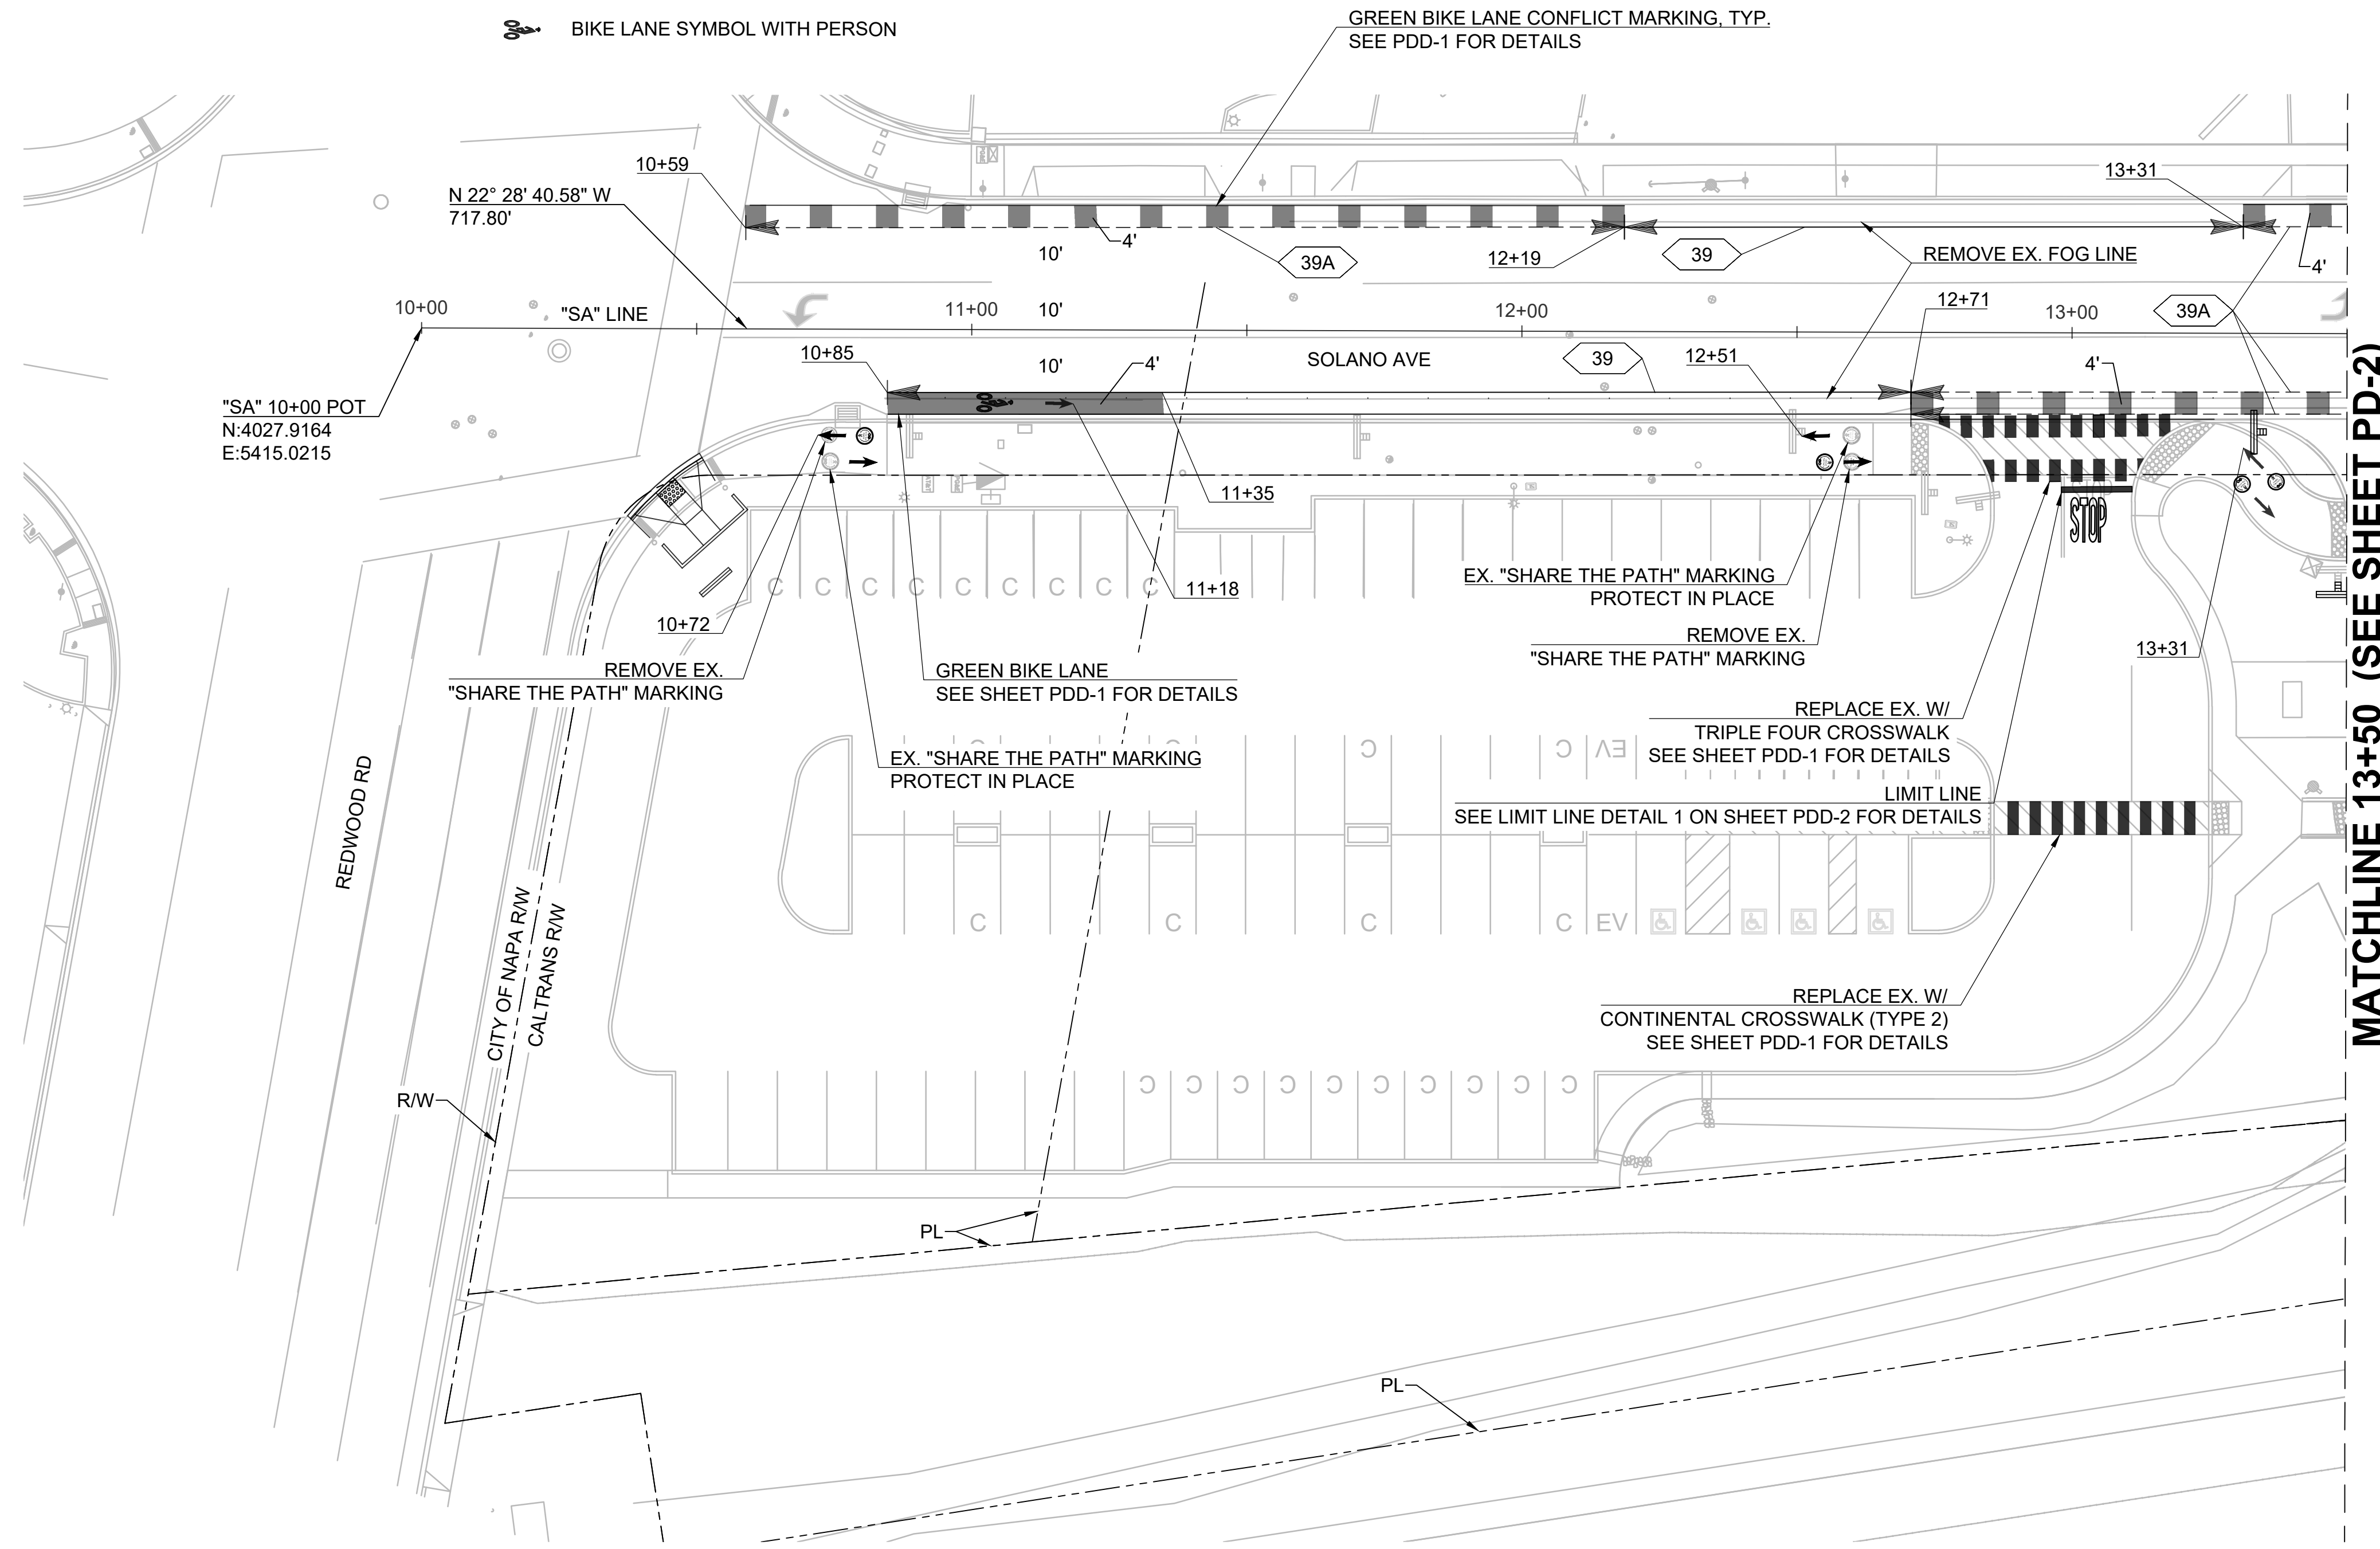 BIKE LANE SYMBOL WITH PERSON
GREEN BIKE LANE CONFLICT MARKING, TYP.
SEE PDD-1 FOR DETAILS
10+59
13+31
N 22° 28' 40.58" W
717.80'
4'
10'
39A
12+19
39
REMOVE EX. FOG LINE
4'
10+00
"SA" LINE
11+00
10'
12+00
12+71
13+00
39A
10+85
10'
4'
SOLANO AVE
39
12+51
4'
"SA" 10+00 POT
N:4027.9164
E:5415.0215
11+35
STOP
C C C C C C C C C
11+18
EX. "SHARE THE PATH" MARKING
PROTECT IN PLACE
10+72
REMOVE EX.
"SHARE THE PATH" MARKING
13+31
REMOVE EX.
"SHARE THE PATH" MARKING
GREEN BIKE LANE
SEE SHEET PDD-1 FOR DETAILS
REPLACE EX. W/
TRIPLE FOUR CROSSWALK
SEE SHEET PDD-1 FOR DETAILS
EX. "SHARE THE PATH" MARKING
PROTECT IN PLACE
C C EV
LIMIT LINE
SEE LIMIT LINE DETAIL 1 ON SHEET PDD-2 FOR DETAILS
REDWOOD RD
CITY OF NAPA R/W
CALTRANS R/W
C C C C EV
REPLACE EX. W/
CONTINENTAL CROSSWALK (TYPE 2)
SEE SHEET PDD-1 FOR DETAILS
C C C C C C C C C C
R/W
PL
PL
MATCHLINE 13+50 (SEE SHEET PD-2)